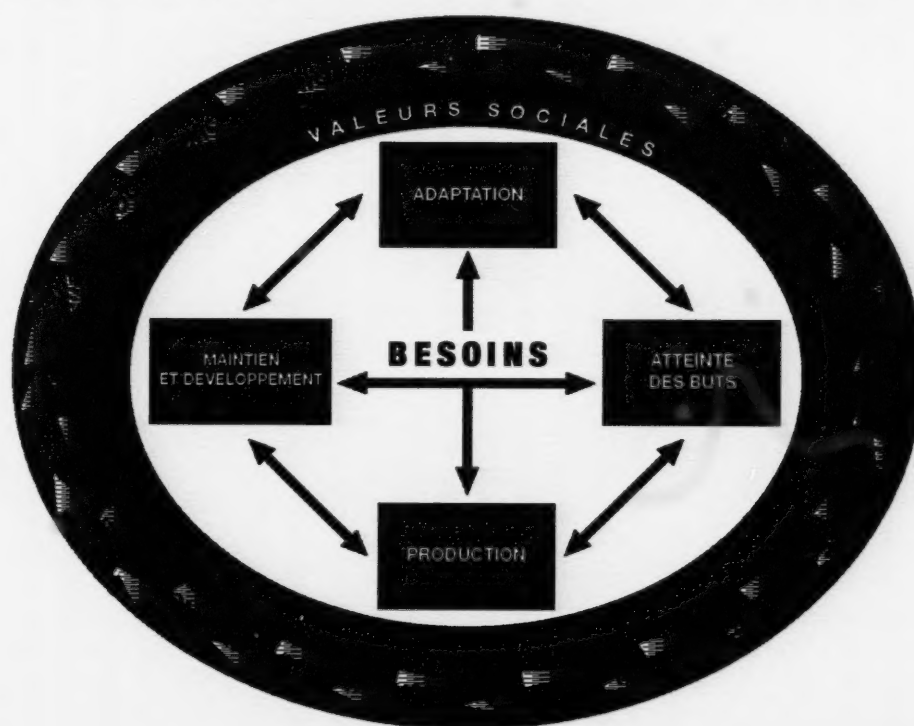 VALEURS SOCIALES
ADAPTATION
BESOINS
MAINTIEN
ET DEVELOPPEMENT
ATTEINTE
DES BUTS
PRODUCTION